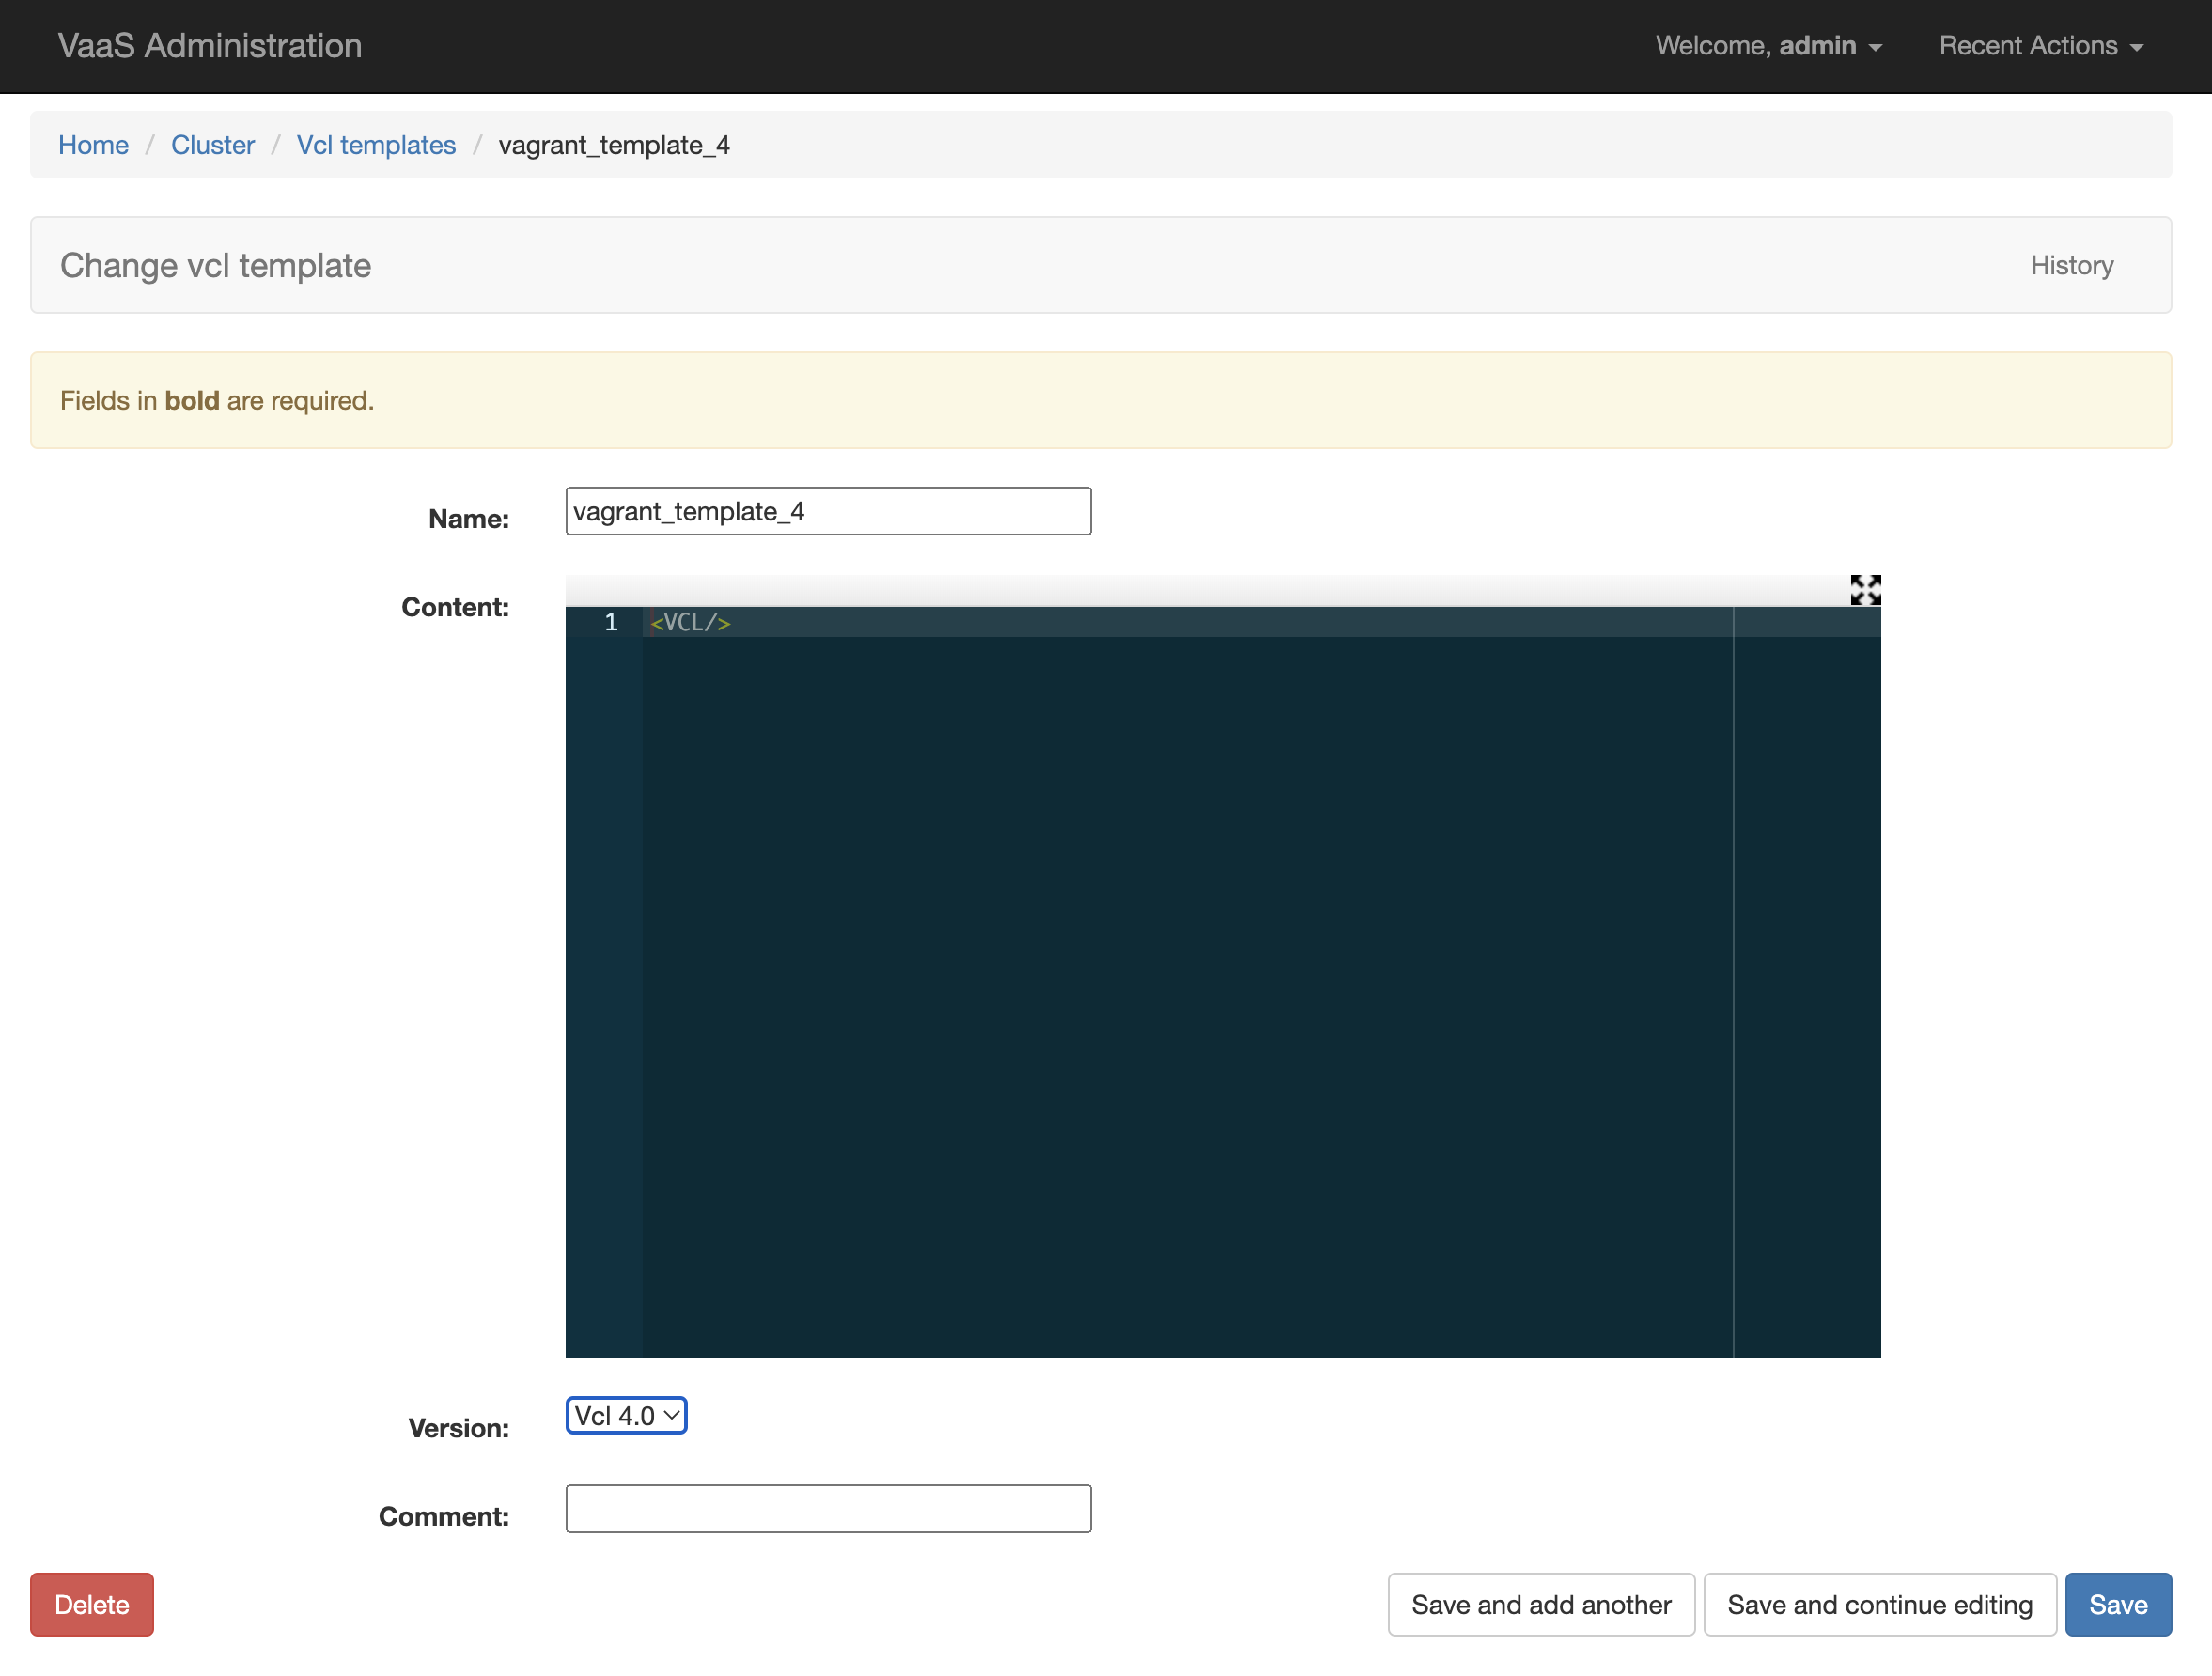 VaaS Administration
Welcome, admin
Recent Actions
Home / Cluster / Vcl templates / vagrant_template_4
Change vcl template
History
Fields in bold are required.
Name:
vagrant_template_4
Content:
1 <VCL/>
Version:
Vcl 4.0
Comment:
Delete
Save and add another
Save and continue editing
Save